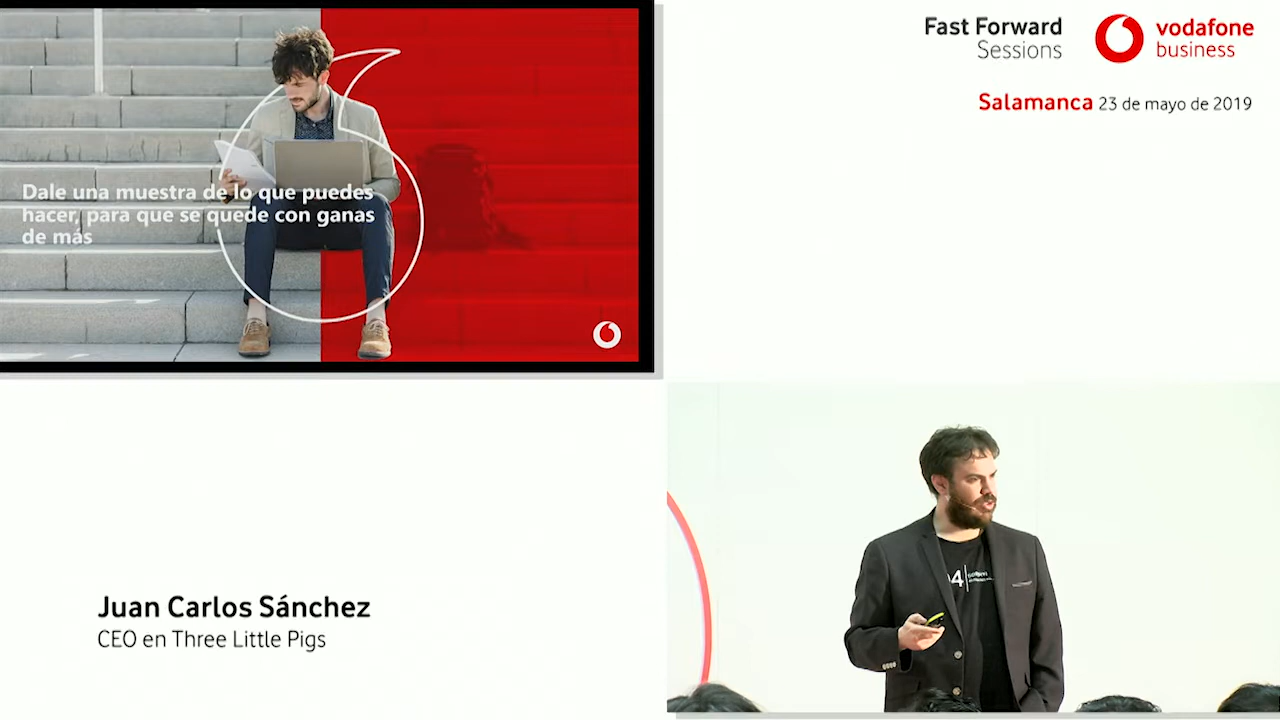 Dale una muestra de lo que puedes
hacer, para que se quede con ganas
de más
Fast Forward
Sessions
vodafone
business
Salamanca 23 de mayo de 2019
Juan Carlos Sánchez
CEO en Three Little Pigs